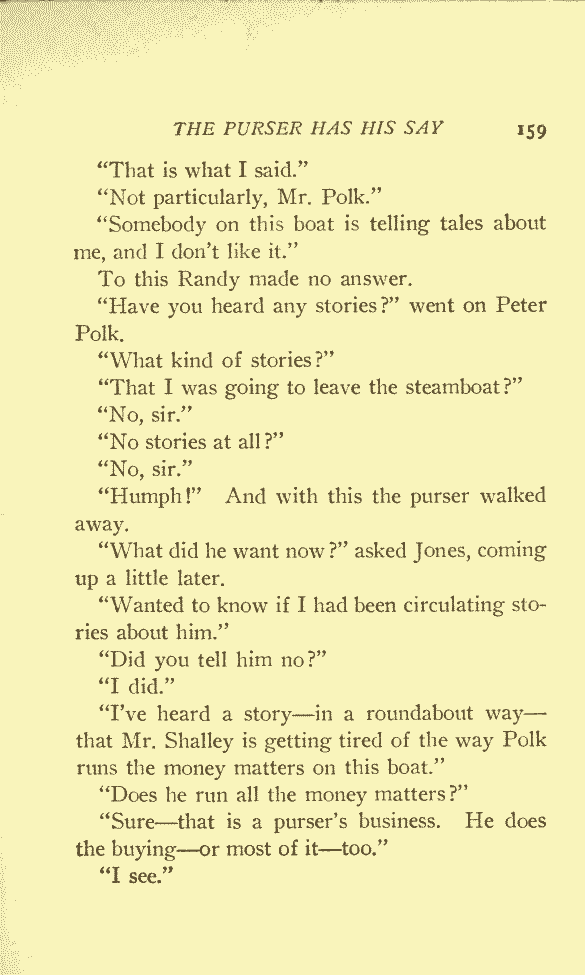 THE PURSER HAS HIS SAY 159
“That is what I said.”
“Not particularly, Mr. Polk.”
“Somebody on this boat is telling tales about
me, and I don’t like it.”
To this Randy made no answer.
“Have you heard any stories?” went on Peter
Polk.
“What kind of stories?”
“That I was going to leave the steamboat?”
“No, sir.”
“No stories at all?”
“No, sir.”
“Humph!” And with this the purser walked
away.
“What did he want now?” asked Jones, coming
up a little later.
“Wanted to know if I had been circulating sto-
ries about him.”
“Did you tell him no?”
“I did.”
“I’ve heard a story—in a roundabout way—
that Mr. Shalley is getting tired of the way Polk
runs the money matters on this boat.”
“Does he run all the money matters?”
“Sure—that is a purser’s business. He does
the buying—or most of it—too.”
“I see.”